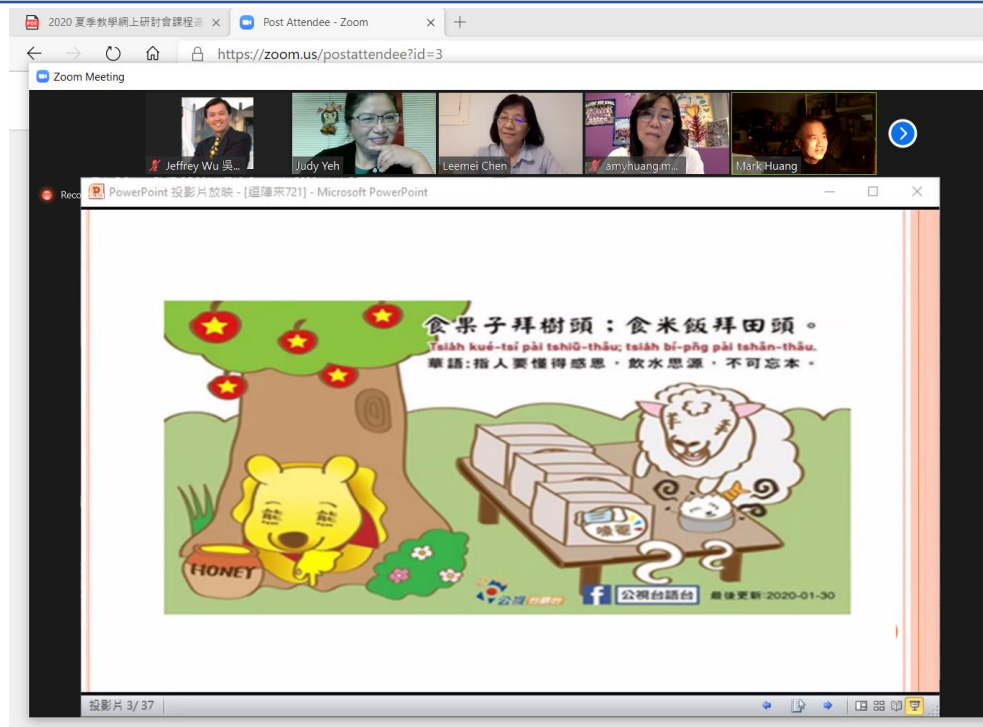 2020 夏季教學網上研討會課程
Post Attendee - Zoom
https://zoom.us/postattendee?id=3
Zoom Meeting
Jeffrey Wu 吳...
Judy Yeh
Leemei Chen
amyhuang.m...
Mark Huang
Reco
PowerPoint 投影片放映 - [逗陣來721] - Microsoft PowerPoint
食果子拜樹頭；食米飯拜田頭。
Tsia̍h kué-tsí pài tshiū-thâu; tsia̍h bí-pn̄g pài tshân-thâu.
華語:指人要懂得感恩，飲水思源，不可忘本。
熊 熊
HONEY
公視台語台
公視台語台
最後更新:2020-01-30
投影片 3/ 37